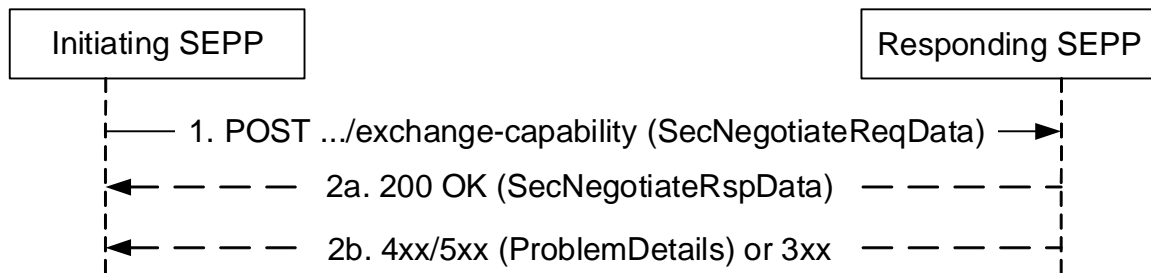 Initiating SEPP
Responding SEPP
1. POST .../exchange-capability (SecNegotiateReqData)
2a. 200 OK (SecNegotiateRspData)
2b. 4xx/5xx (ProblemDetails) or 3xx